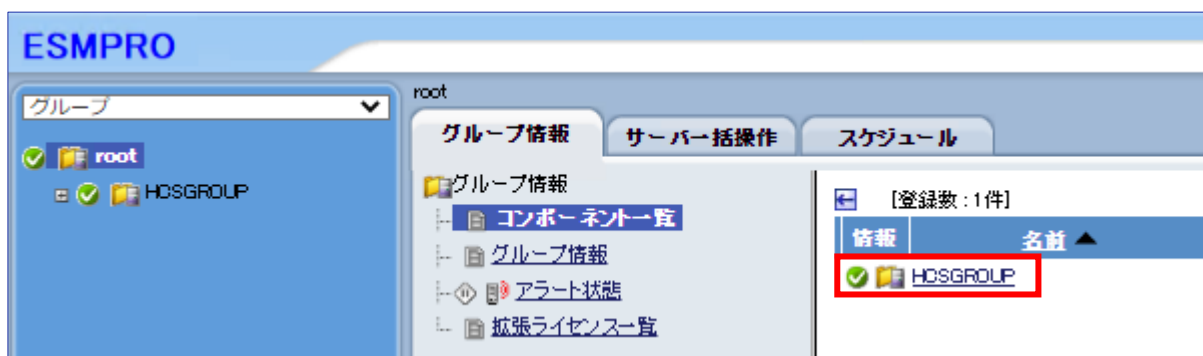 ESMPRO
グループ
root
HCSGROUP
root
グループ情報
サーバ一括操作
スケジュール
グループ情報
コンポーネント一覧
グループ情報
アラート状態
拡張ライセンス一覧
[登録数 : 1件]
情報
名前 ▲
HCSGROUP